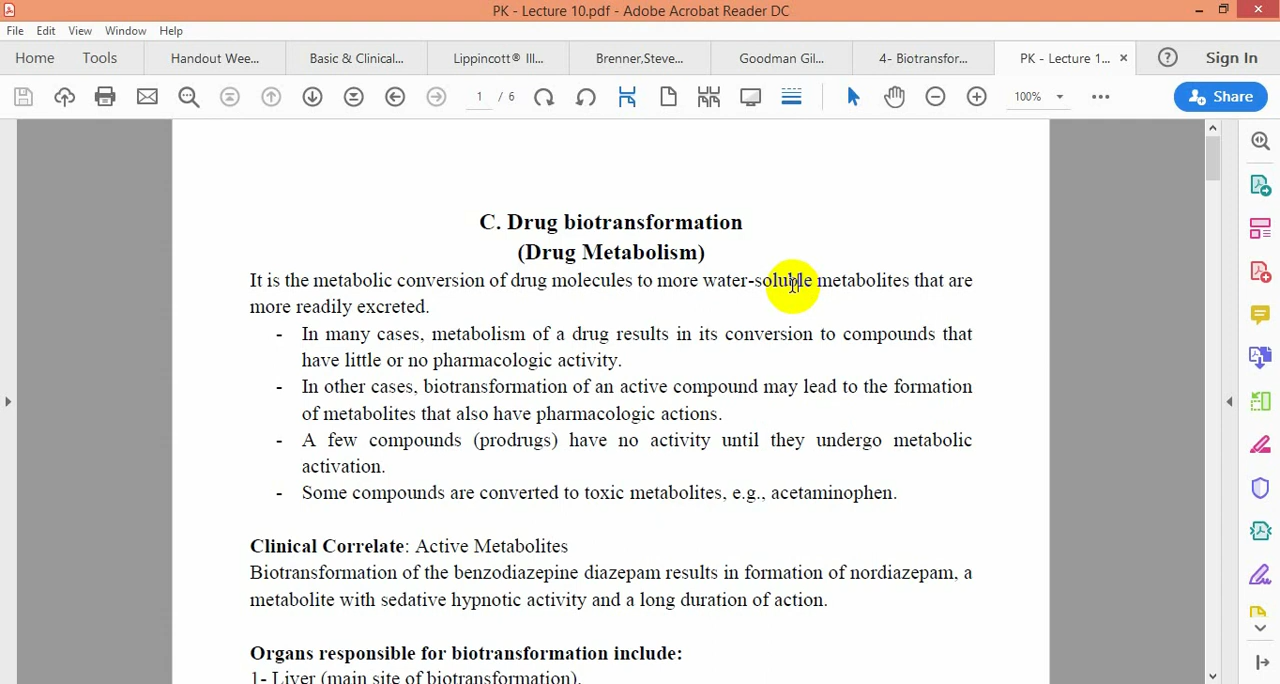 PK - Lecture 10.pdf - Adobe Acrobat Reader DC
File Edit View Window Help
Home Tools Handout Wee... Basic & Clinical... Lippincott® Ill... Brenner,Steve... Goodman Gil... 4- Biotransfor... PK - Lecture 1... × ? Sign In
1 / 6 100% Share
C. Drug biotransformation
(Drug Metabolism)
It is the metabolic conversion of drug molecules to more water-soluble metabolites that are
more readily excreted.
- In many cases, metabolism of a drug results in its conversion to compounds that
have little or no pharmacologic activity.
- In other cases, biotransformation of an active compound may lead to the formation
of metabolites that also have pharmacologic actions.
- A few compounds (prodrugs) have no activity until they undergo metabolic
activation.
- Some compounds are converted to toxic metabolites, e.g., acetaminophen.
Clinical Correlate: Active Metabolites
Biotransformation of the benzodiazepine diazepam results in formation of nordiazepam, a
metabolite with sedative hypnotic activity and a long duration of action.
Organs responsible for biotransformation include:
1- Liver (main site of biotransformation).